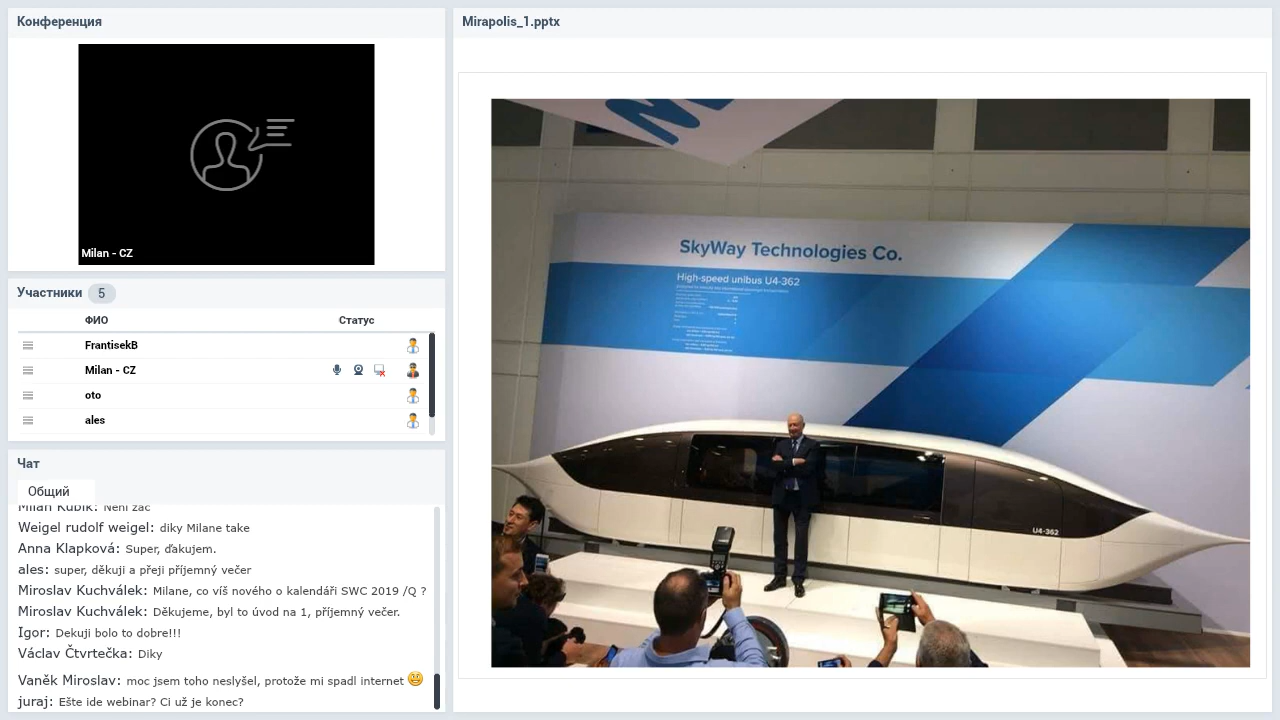 Конференция
Milan - CZ
Участники 5
ФИО Статус
FrantisekB
Milan - CZ
oto
ales
Чат
Общий
Milan Kubik: Není zač
Weigel rudolf weigel: diky Milane take
Anna Klapková: Super, ďakujem.
ales: super, děkuji a přeji příjemný večer
Miroslav Kuchválek: Milane, co víš nového o kalendáři SWC 2019 /Q ?
Miroslav Kuchválek: Děkujeme, byl to úvod na 1, příjemný večer.
Igor: Dekuji bolo to dobre!!!
Václav Čtvrtečka: Diky
Vaněk Miroslav: moc jsem toho neslyšel, protože mi spadl internet
juraj: Ešte ide webinar? Ci už je konec?
Mirapolis_1.pptx
SkyWay Technologies Co.
High-speed unibus U4-362
U4-362